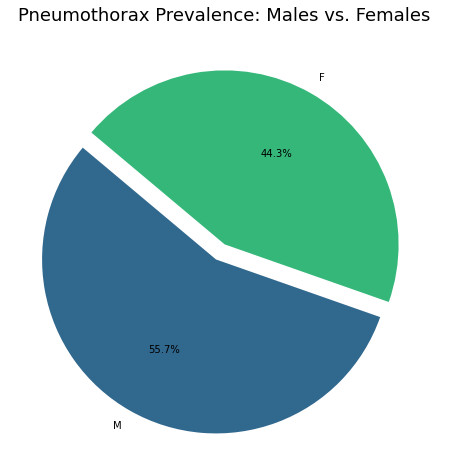 Pneumothorax Prevalence: Males vs. Females
F
44.3%
55.7%
M